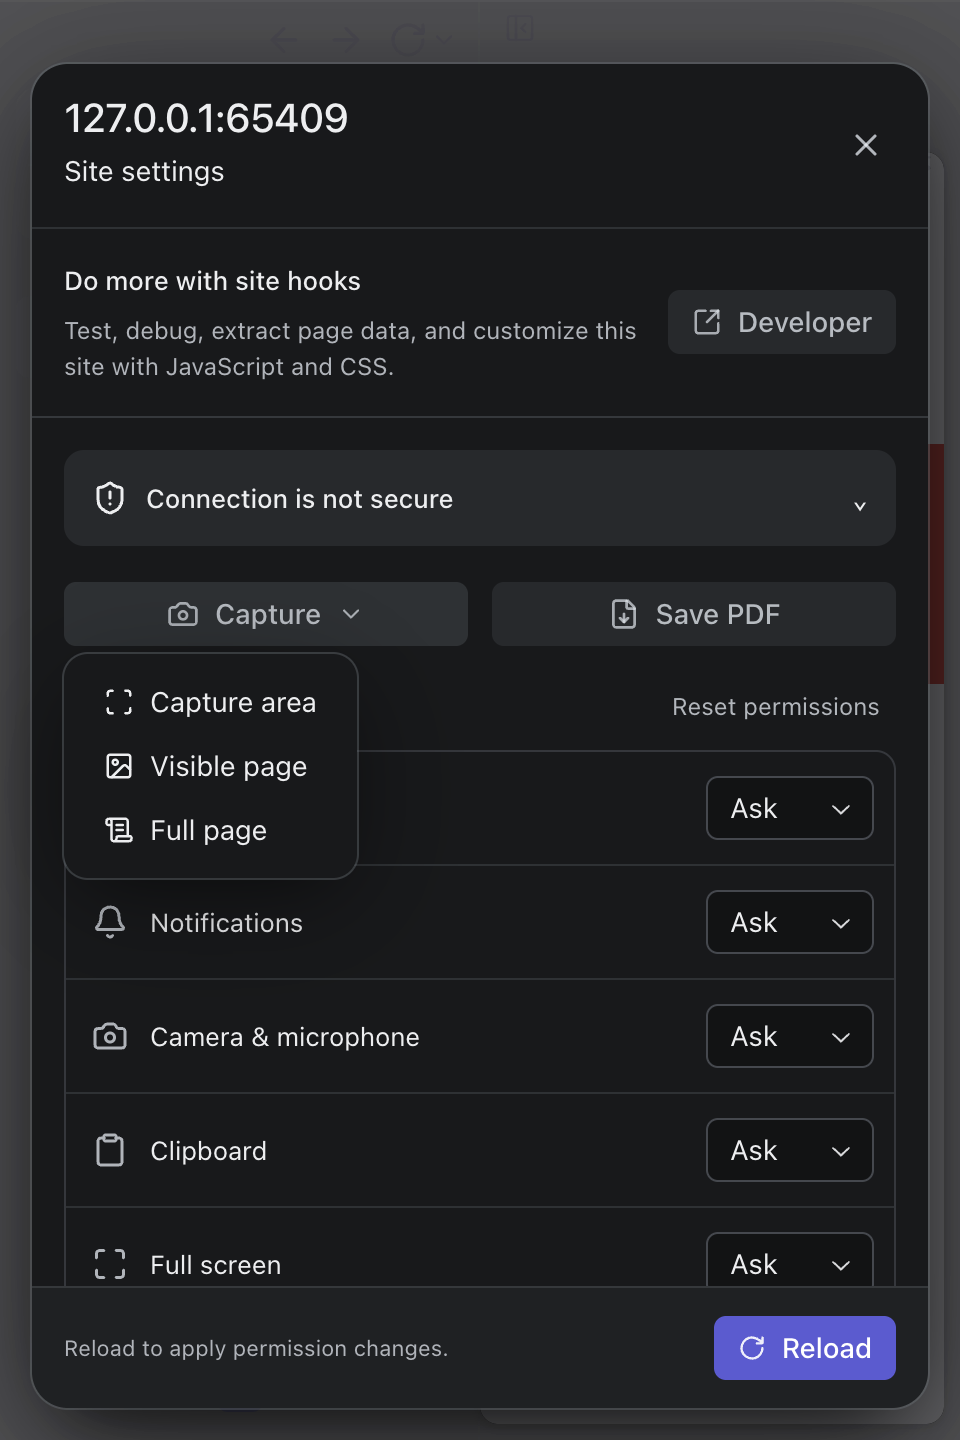 127.0.0.1:65409
Site settings
Do more with site hooks
Test, debug, extract page data, and customize this
site with JavaScript and CSS.
Developer
Connection is not secure
Capture
Save PDF
Capture area
Visible page
Full page
Reset permissions
Ask
Notifications
Ask
Camera & microphone
Ask
Clipboard
Ask
Full screen
Ask
Reload to apply permission changes.
Reload